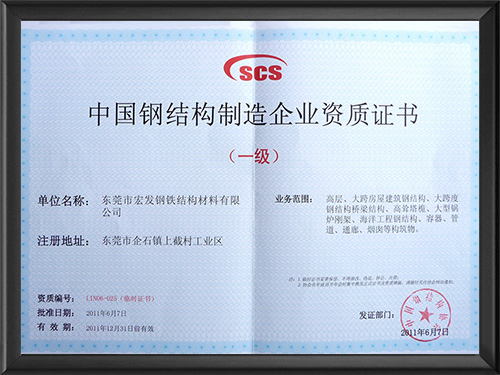 SCS
中国钢结构制造企业资质证书
（一级）
单位名称：
东莞市宏发钢铁结构材料有限
公司
注册地址：
东莞市企石镇上截村工业区
资质编号：
LIN06-025（临时证书）
批准日期：
2011年6月7日
有 效 期：
2011年12月31日前有效
业务范围：
高层、大跨房屋建筑钢结构、大跨度
钢结构桥梁结构、高耸塔桅、大型锅
炉刚架、海洋工程钢结构、容器、管
道、通廊、烟囱等构筑物。
发证部门：
2011年6月7日